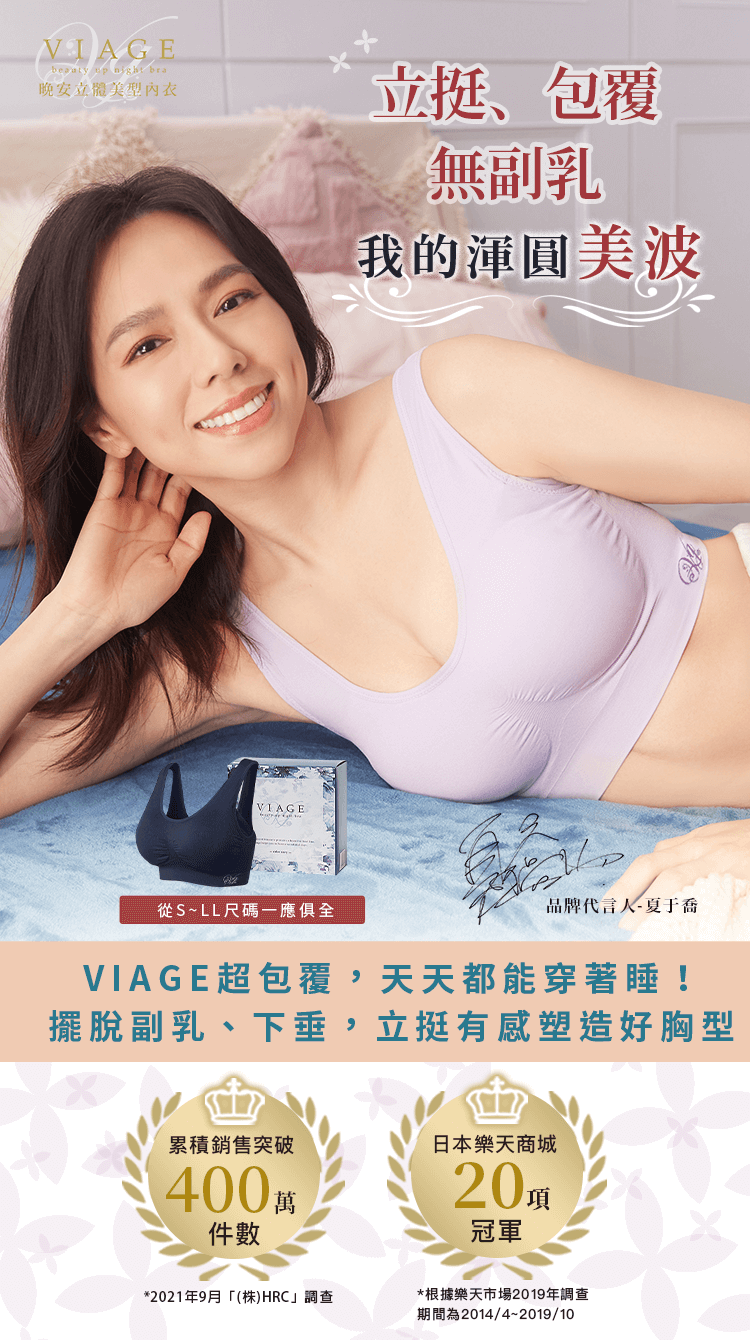 VIAGE
beauty up night bra
晚安立體美型內衣
立挺、包覆
無副乳
我的渾圓美波
VIAGE
beauty up night bra
從S~LL尺碼一應俱全
品牌代言人-夏于喬
VIAGE超包覆，天天都能穿著睡！
擺脫副乳、下垂，立挺有感塑造好胸型
累積銷售突破
400萬
件數
*2021年9月「(株)HRC」調查
日本樂天商城
20項
冠軍
*根據樂天市場2019年調查
期間為2014/4~2019/10